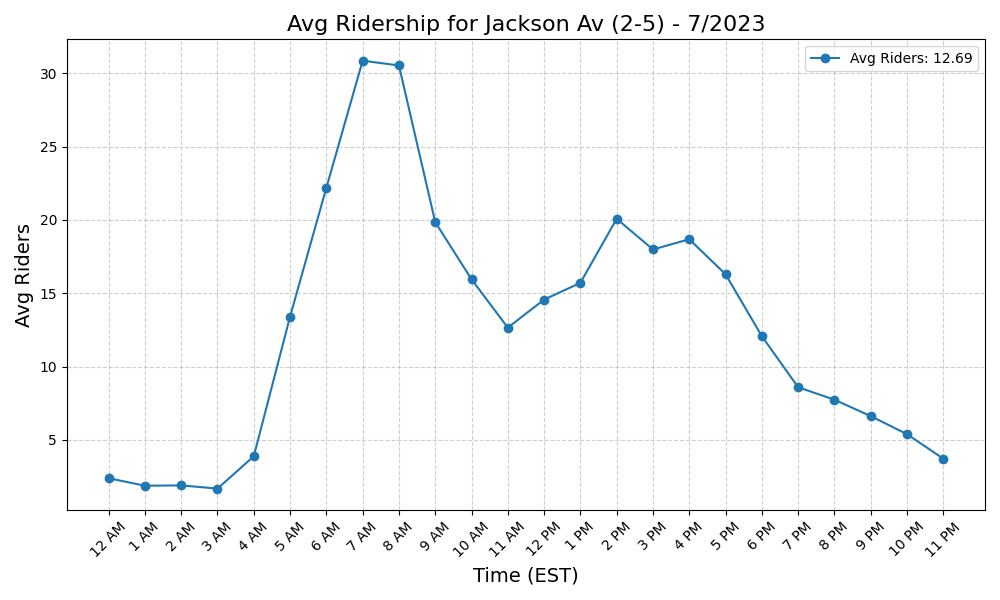 Avg Ridership for Jackson Av (2-5) - 7/2023
Avg Riders: 12.69
Avg Riders
30
25
20
15
10
5
12 AM
1 AM
2 AM
3 AM
4 AM
5 AM
6 AM
7 AM
8 AM
9 AM
10 AM
11 AM
12 PM
1 PM
2 PM
3 PM
4 PM
5 PM
6 PM
7 PM
8 PM
9 PM
10 PM
11 PM
Time (EST)